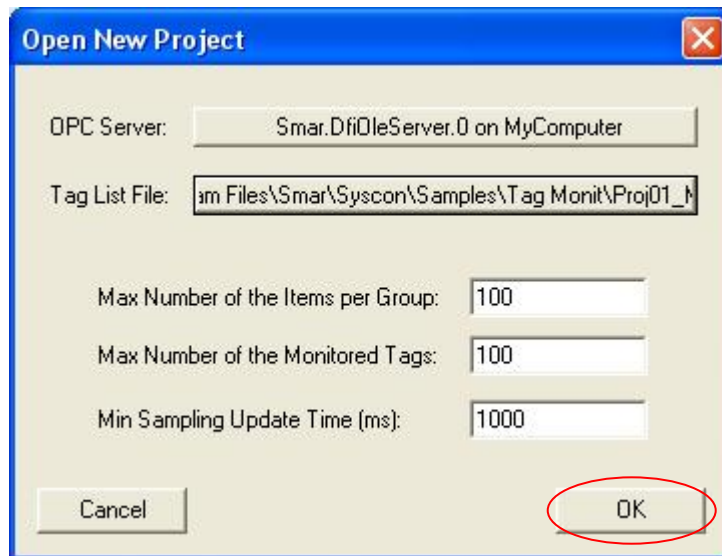 Open New Project
OPC Server: Smar.DfiOleServer.0 on MyComputer
Tag List File: am Files\Smar\Syscon\Samples\Tag Monit\Proj01_
Max Number of the Items per Group: 100
Max Number of the Monitored Tags: 100
Min Sampling Update Time (ms): 1000
Cancel OK